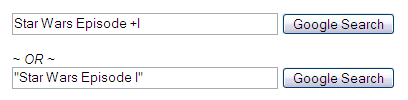 Star Wars Episode +I Google Search
~ OR ~
"Star Wars Episode I" Google Search